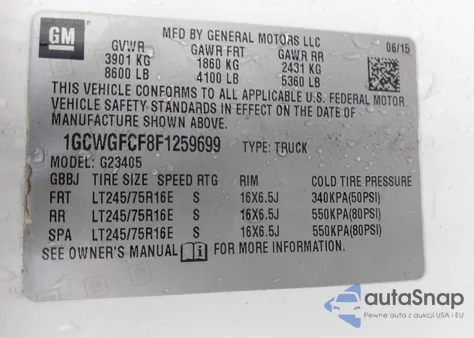 GM
MFD BY GENERAL MOTORS LLC
06/15
GVWR GAWR FRT GAWR RR
3901 KG 1860 KG 2431 KG
8600 LB 4100 LB 5360 LB
THIS VEHICLE CONFORMS TO ALL APPLICABLE U.S. FEDERAL MOTOR
VEHICLE SAFETY STANDARDS IN EFFECT ON THE DATE OF
MANUFACTURE SHOWN ABOVE.
1GCWGFCF8F1259699 TYPE: TRUCK
MODEL: G23405
GBBJ TIRE SIZE SPEED RTG RIM COLD TIRE PRESSURE
FRT LT245/75R16E S 16X6.5J 340KPA(50PSI)
RR LT245/75R16E S 16X6.5J 550KPA(80PSI)
SPA LT245/75R16E S 16X6.5J 550KPA(80PSI)
SEE OWNER'S MANUAL FOR MORE INFORMATION.
autoSnap
Pewne auta z aukcji USA i EU